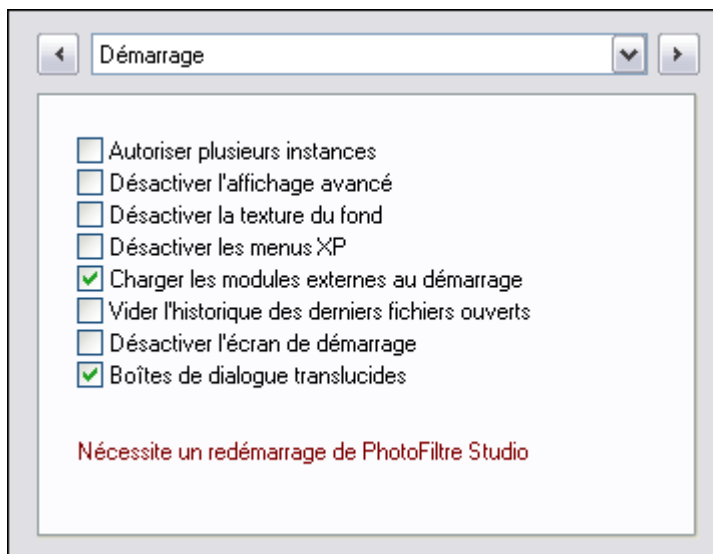 Démarrage
Autoriser plusieurs instances
Désactiver l'affichage avancé
Désactiver la texture du fond
Désactiver les menus XP
Charger les modules externes au démarrage
Vider l'historique des derniers fichiers ouverts
Désactiver l'écran de démarrage
Boîtes de dialogue translucides
Nécessite un redémarrage de PhotoFiltre Studio